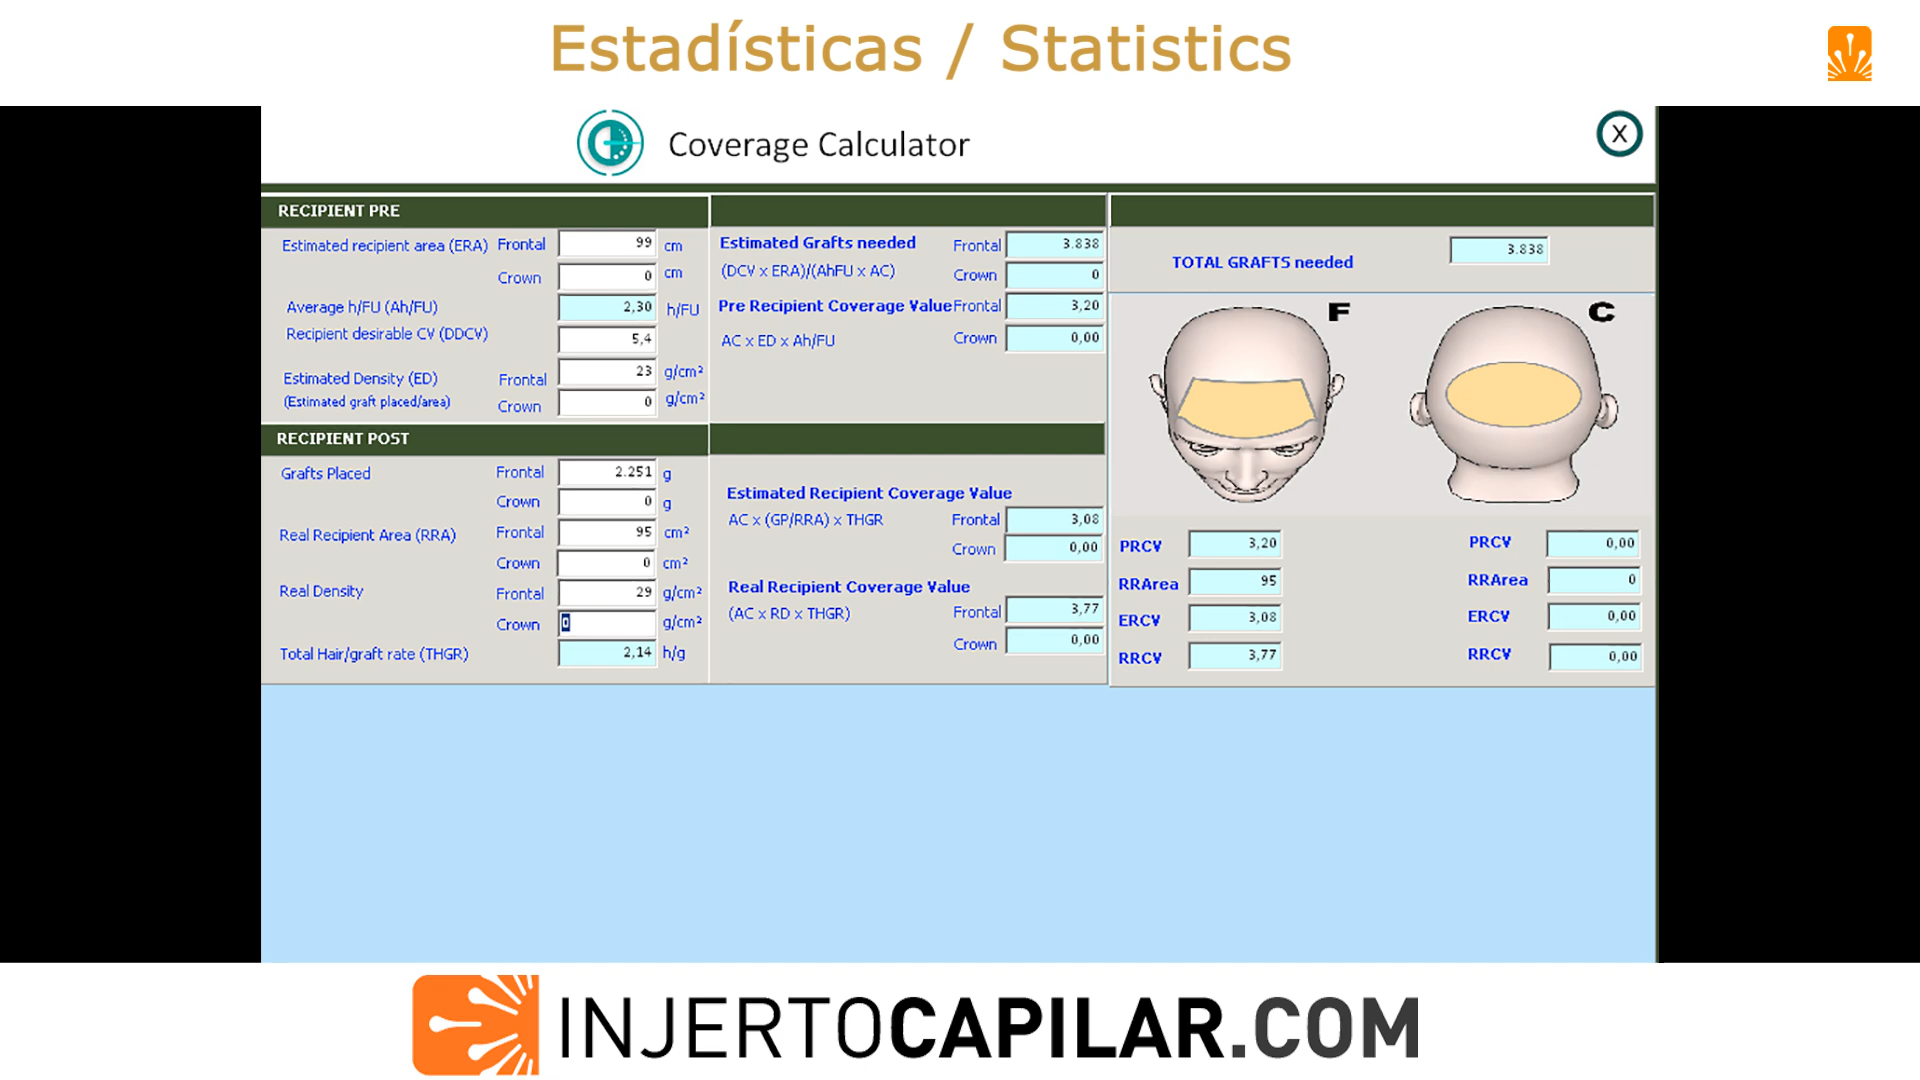 Estadísticas / Statistics
Coverage Calculator
X
RECIPIENT PRE
Estimated recipient area (ERA) Frontal 99 cm
Crown 0 cm
Average h/FU (Ah/FU) 2,30 h/FU
Recipient desirable CV (DDCV) 5,4
Estimated Density (ED) Frontal 23 g/cm²
(Estimated graft placed/area) Crown 0 g/cm²
Estimated Grafts needed Frontal 3.838
(DCV x ERA)/(AhFU x AC) Crown 0
Pre Recipient Coverage Value Frontal 3,20
AC x ED x Ah/FU Crown 0,00
TOTAL GRAFTS needed 3.838
F C
RECIPIENT POST
Grafts Placed Frontal 2.251 g
Crown 0 g
Real Recipient Area (RRA) Frontal 95 cm²
Crown 0 cm²
Real Density Frontal 29 g/cm²
Crown 0 g/cm²
Total Hair/graft rate (THGR) 2,14 h/g
Estimated Recipient Coverage Value
AC x (GP/RRA) x THGR Frontal 3,08
Crown 0,00
Real Recipient Coverage Value
(AC x RD x THGR) Frontal 3,77
Crown 0,00
PRCV 3,20 PRCV 0,00
RRArea 95 RRArea 0
ERCV 3,08 ERCV 0,00
RRCV 3,77 RRCV 0,00
INJERTOCAPILAR.COM